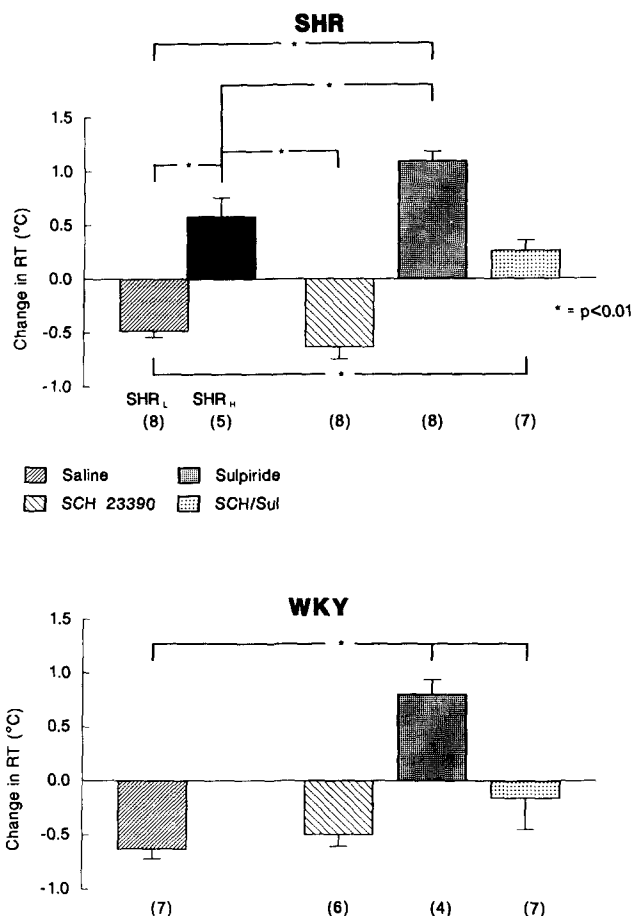 SHR
*
*
*
*
1.5
1.0
0.5
0.0
-0.5
-1.0
Change in RT (°C)
* = p<0.01
*
SHR L SHR H
(8) (5) (8) (8) (7)
Saline Sulpiride
SCH 23390 SCH/Sul
WKY
*
1.5
1.0
0.5
0.0
-0.5
-1.0
Change in RT (°C)
(7) (6) (4) (7)